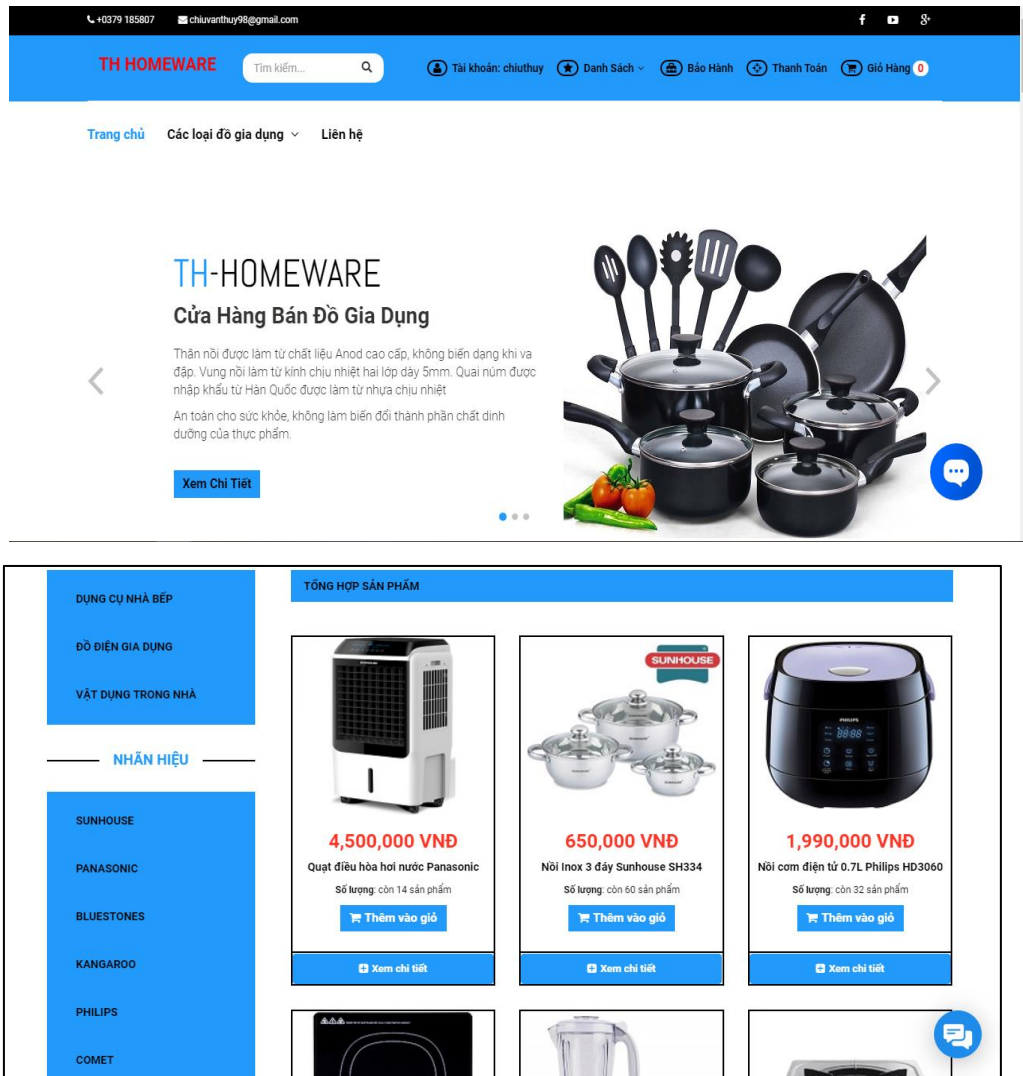 +0379 185807 chiuvanthuy98@gmail.com
TH HOMEWARE Tìm kiếm... Tài khoản: chiuthuy Danh Sách Bảo Hành Thanh Toán Giỏ Hàng 0
Trang chủ Các loại đồ gia dụng Liên hệ
TH-HOMEWARE
Cửa Hàng Bán Đồ Gia Dụng
Thân nồi được làm từ chất liệu Anod cao cấp, không biến dạng khi va
đập. Vung nồi làm từ kính chịu nhiệt hai lớp dày 5mm. Quai núm được
nhập khẩu từ Hàn Quốc được làm từ nhựa chịu nhiêt
An toàn cho sức khỏe, không làm biến đổi thành phần chất dinh
dưỡng của thực phẩm.
Xem Chi Tiết
DỤNG CỤ NHÀ BẾP
ĐỒ ĐIỆN GIA DỤNG
VẬT DỤNG TRONG NHÀ
NHÃN HIỆU
SUNHOUSE
PANASONIC
BLUESTONES
KANGAROO
PHILIPS
COMET
TỔNG HỢP SẢN PHẨM
SUNHOUSE
PHILIPS
88:88
4,500,000 VNĐ
Quạt điều hòa hơi nước Panasonic
Số lượng: còn 14 sản phẩm
Thêm vào giỏ
Xem chi tiết
650,000 VNĐ
Nồi Inox 3 đáy Sunhouse SH334
Số lượng: còn 60 sản phẩm
Thêm vào giỏ
Xem chi tiết
1,990,000 VNĐ
Nồi cơm điện tử 0.7L Philips HD3060
Số lượng: còn 32 sản phẩm
Thêm vào giỏ
Xem chi tiết